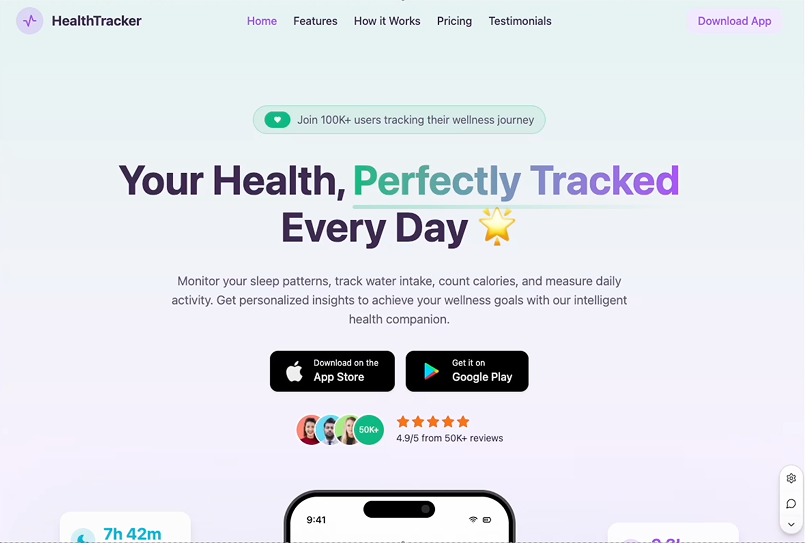 HealthTracker
Home Features How it Works Pricing Testimonials
Download App
Join 100K+ users tracking their wellness journey
Your Health, Perfectly Tracked
Every Day
Monitor your sleep patterns, track water intake, count calories, and measure daily
activity. Get personalized insights to achieve your wellness goals with our intelligent
health companion.
Download on the
App Store
Get it on
Google Play
50K+
4.9/5 from 50K+ reviews
9:41
7h 42m